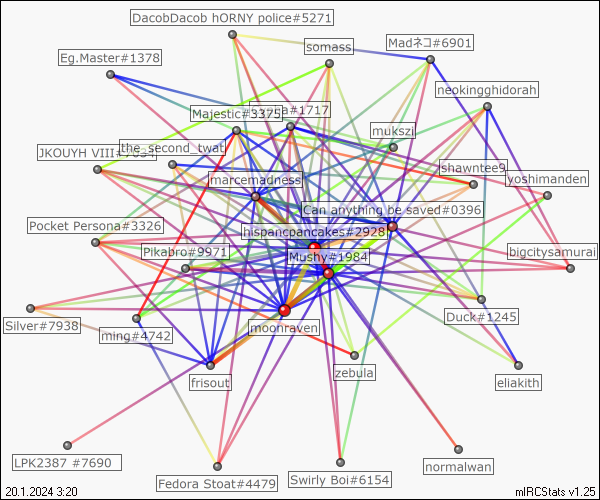 DacobDacob hORNY police#5271
somass
Madネコ#6901
Eg.Master#1378
neokingghidorah
Majestic#3375
#1717
mukszi
the_second_twat
JKOUYH VIII#7034
shawntee9
yoshimanden
marcemadness
Can anything be saved#0396
Pocket Persona#3326
hispancpancakes#2928
Pikabro#9971
Mushy#1984
bigcitysamurai
Silver#7938
ming#4742
moonraven
Duck#1245
frisout
zebula
eliakith
LPK2387 #7690
Fedora Stoat#4479
Swirly Boi#6154
normalwan
20.1.2024 3:20
mIRCStats v1.25